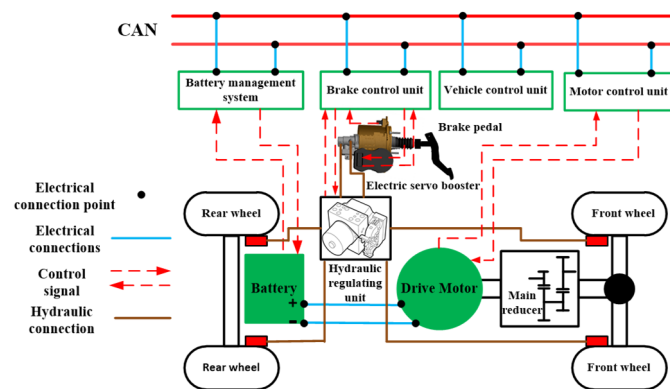 CAN
Battery management
system
Brake control unit
Vehicle control unit
Motor control unit
Brake pedal
Electric servo booster
Electrical
connection point
Electrical
connections
Control
signal
Hydraulic
connection
Rear wheel
Front wheel
Hydraulic
regulating
unit
Battery
+
-
Drive Motor
Main
reducer
Rear wheel
Front wheel